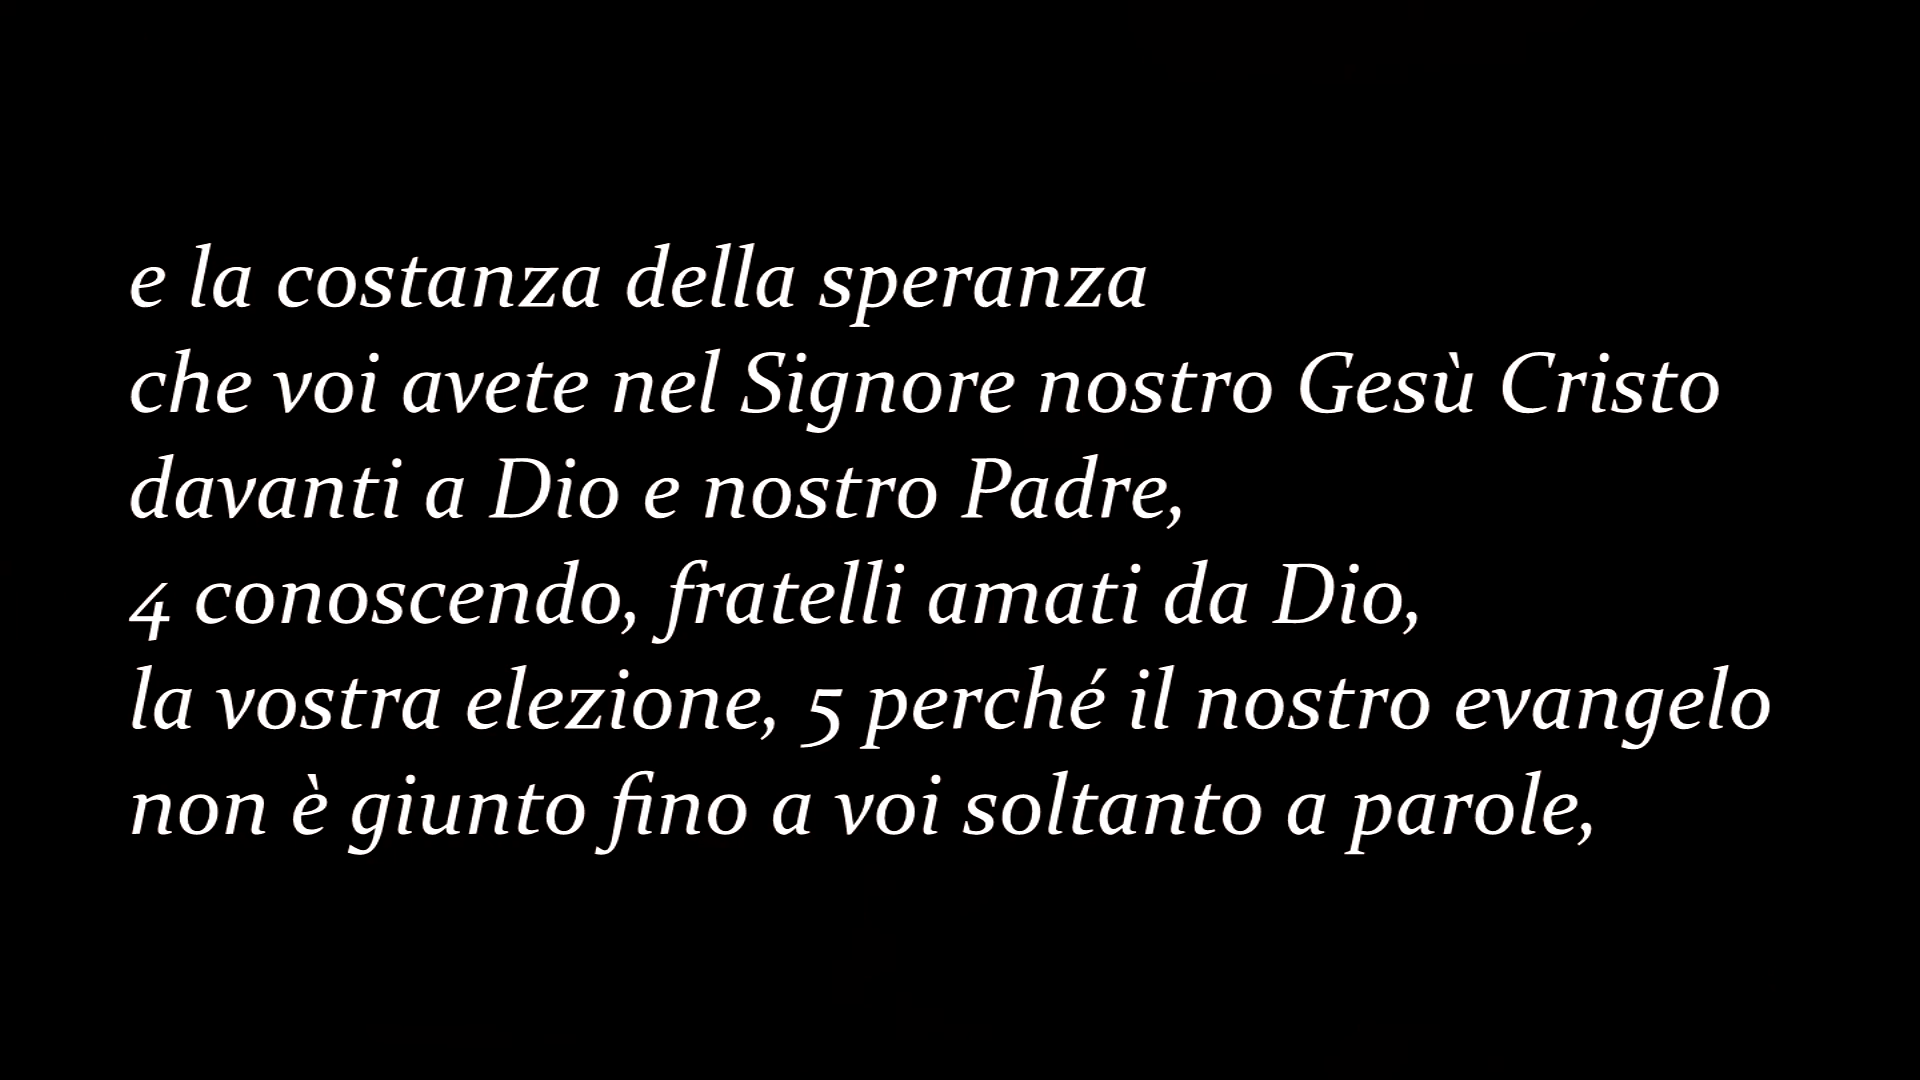 e la costanza della speranza
che voi avete nel Signore nostro Gesù Cristo
davanti a Dio e nostro Padre,
4 conoscendo, fratelli amati da Dio,
la vostra elezione, 5 perché il nostro evangelo
non è giunto fino a voi soltanto a parole,